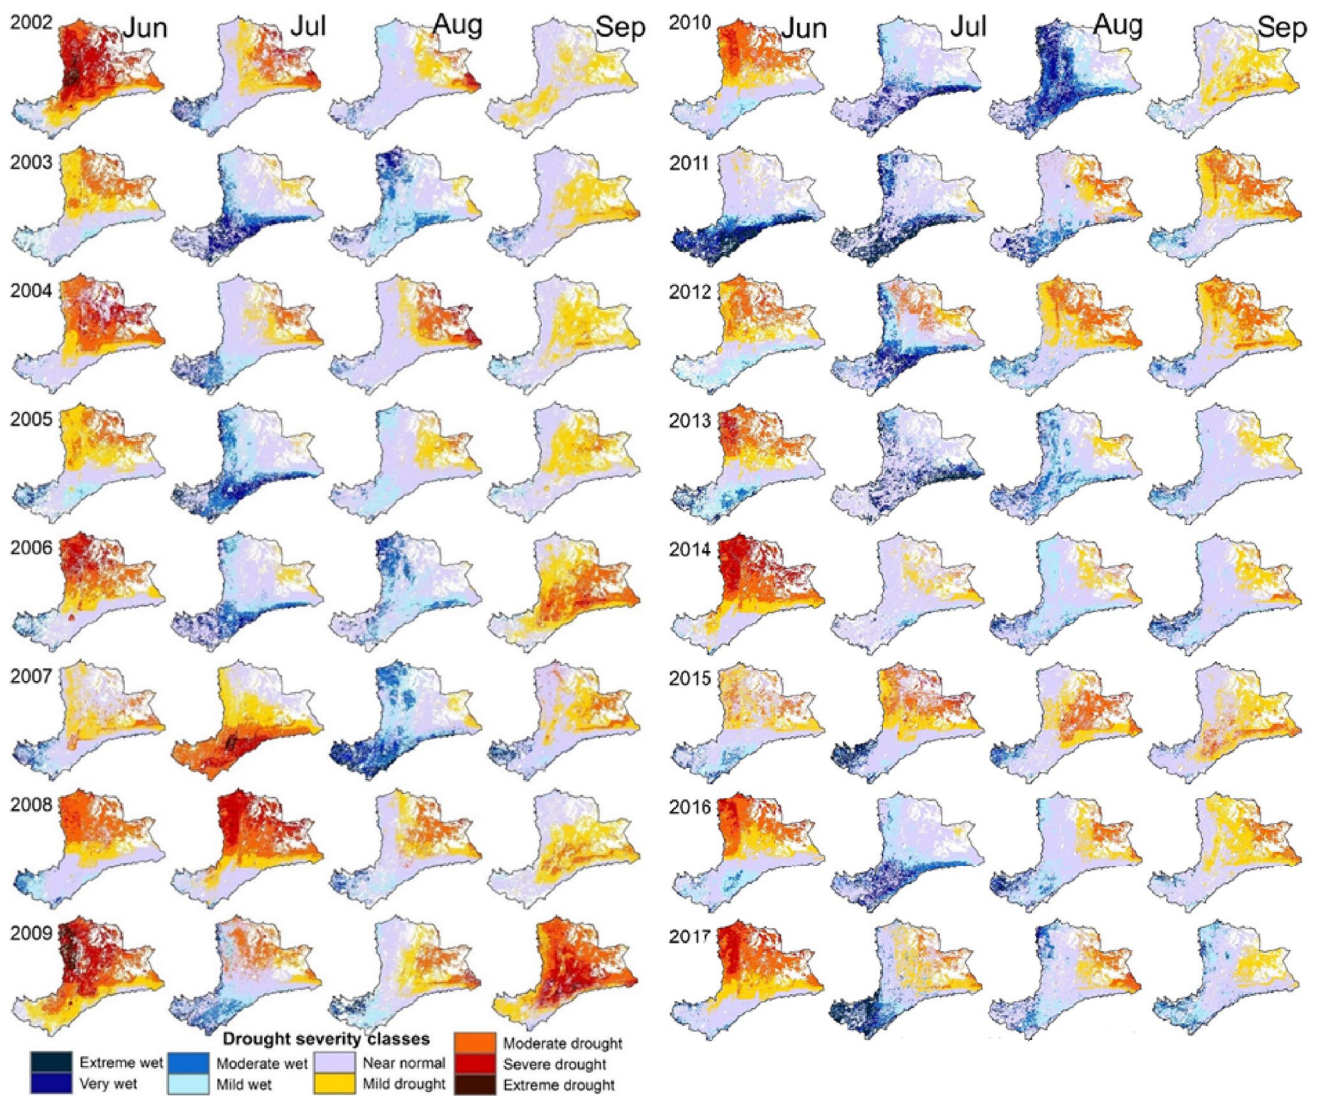 2002 Jun Jul Aug Sep 2010 Jun Jul Aug Sep
2003 2011
2004 2012
2005 2013
2006 2014
2007 2015
2008 2016
2009 2017
Drought severity classes
Extreme wet Moderate wet Near normal Moderate drought
Very wet Mild wet Mild drought Severe drought
Extreme drought